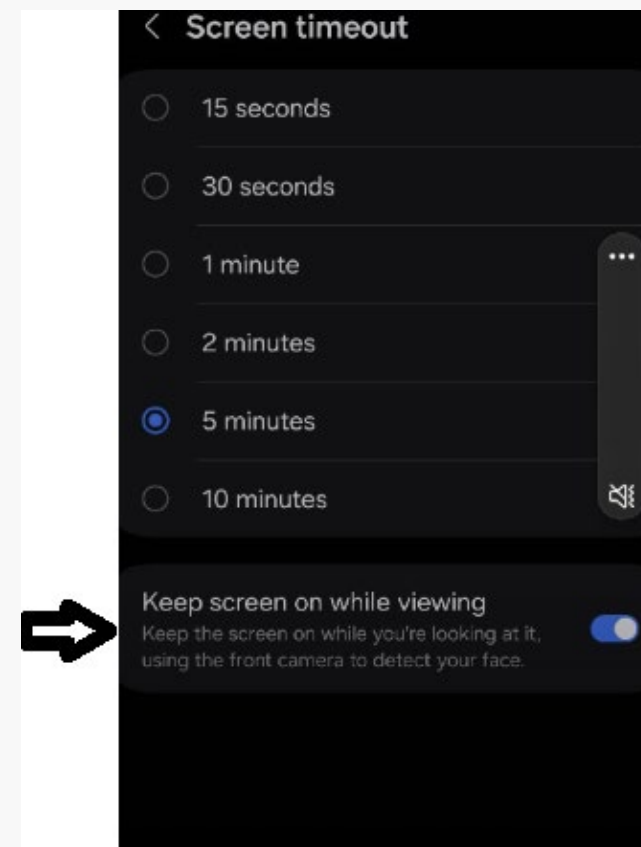 Screen timeout
15 seconds
30 seconds
1 minute
2 minutes
5 minutes
10 minutes
Keep screen on while viewing
Keep the screen on while you're looking at it,
using the front camera to detect your face.